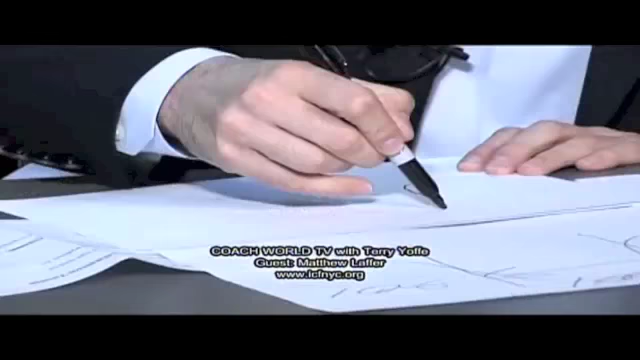 COACH WORLD TV with Terry Yoffe
Guest: Matthew Laffer
www.icfnyc.org